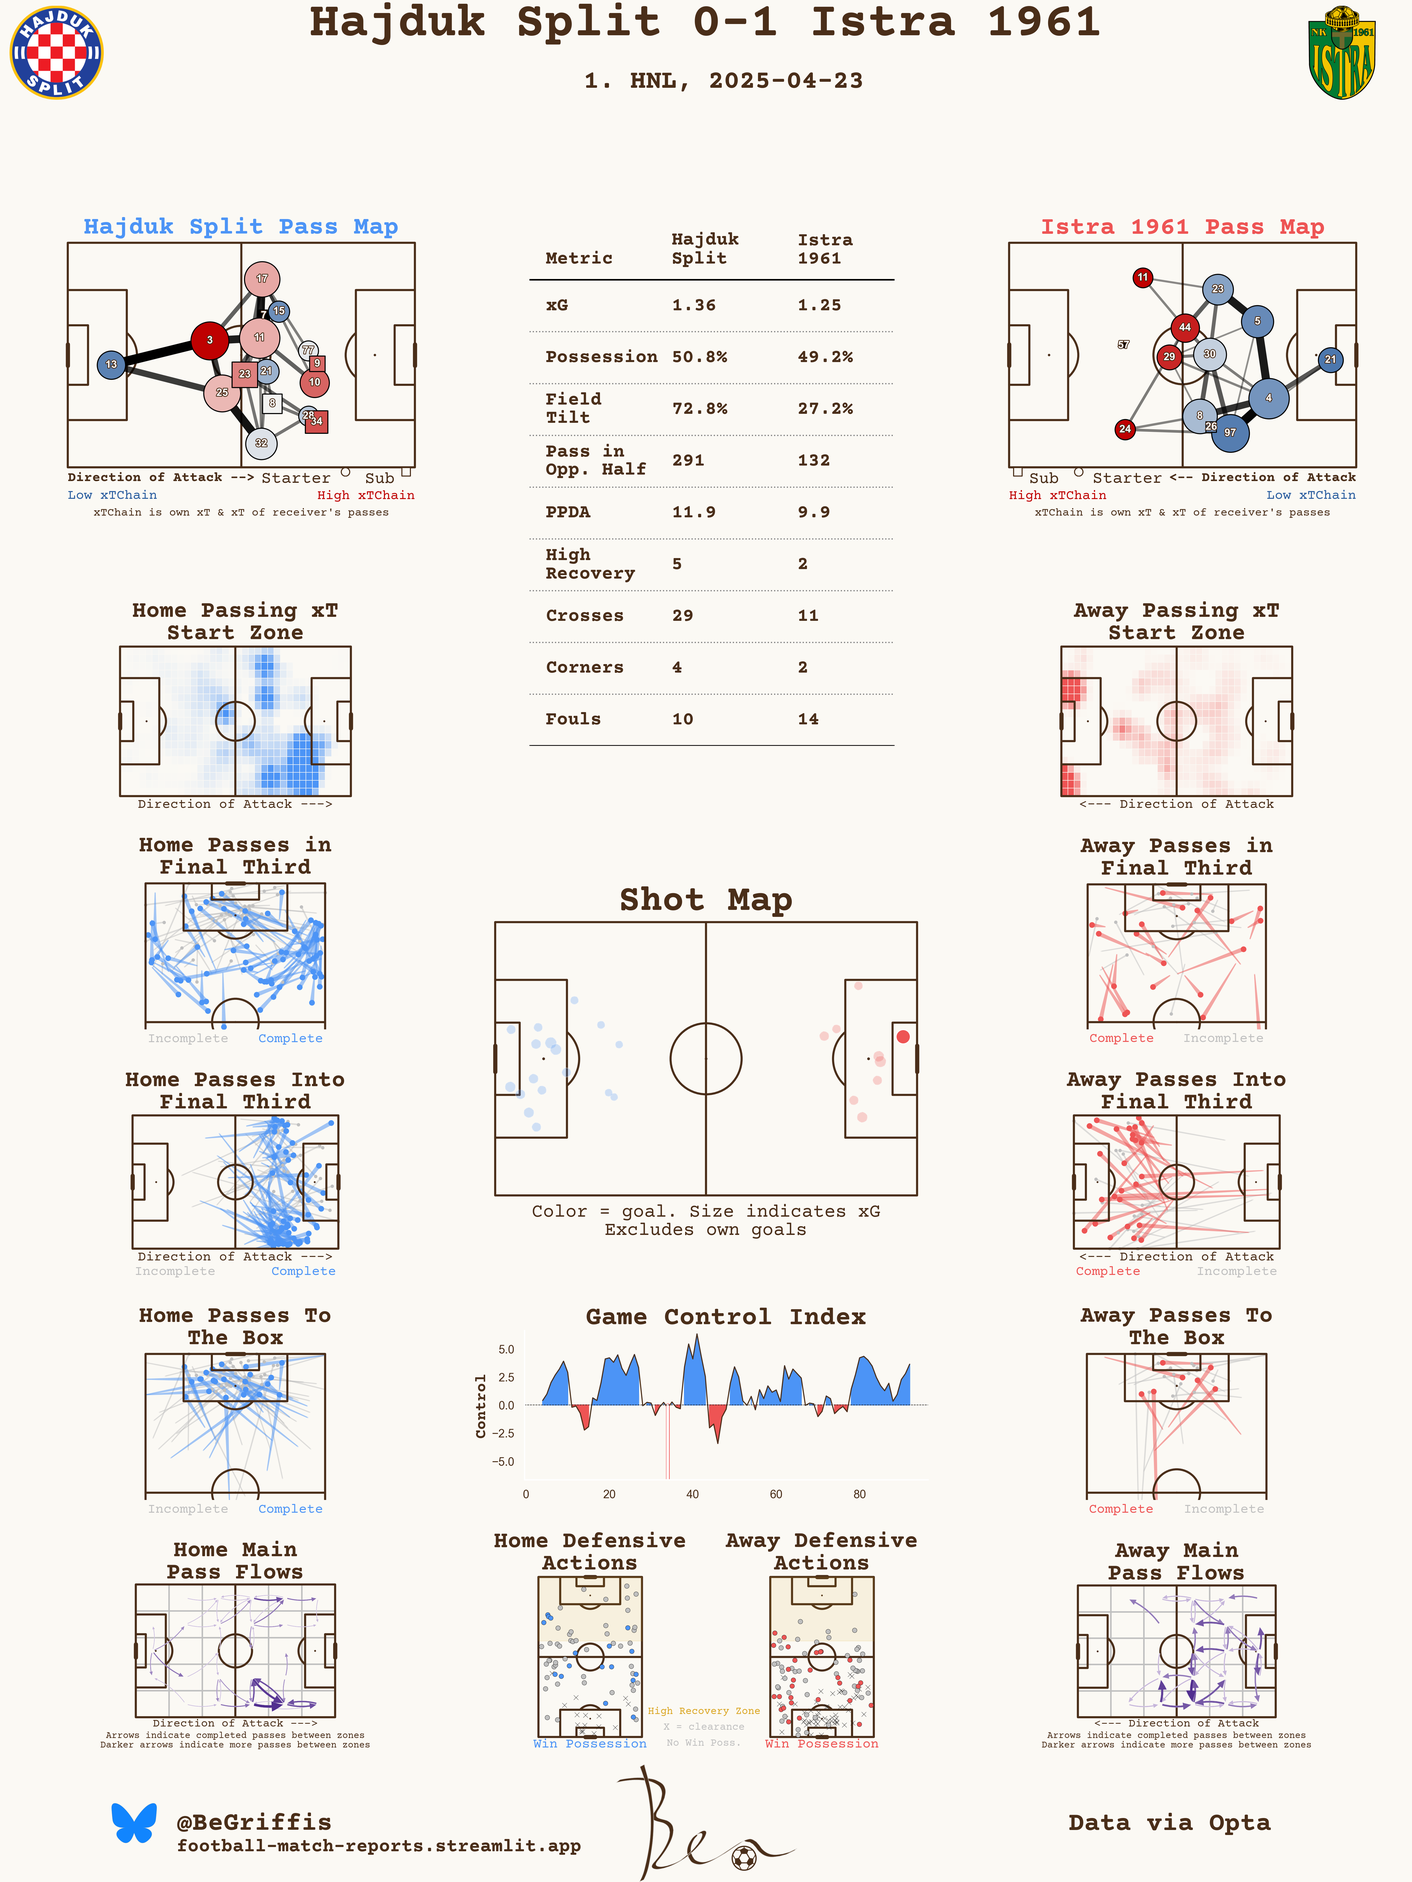 Hajduk Split 0-1 Istra 1961
1. HNL, 2025-04-23
HAJDUK
SPLIT
NK 1961
ISTRA
Hajduk Split Pass Map
17
15
7
3
11
77
9
13
23
21
10
25
8
28
34
32
Direction of Attack --> Starter Sub
Low xTChain High xTChain
xTChain is own xT & xT of receiver's passes
Metric Hajduk Split Istra 1961
xG 1.36 1.25
Possession 50.8% 49.2%
Field Tilt 72.8% 27.2%
Pass in Opp. Half 291 132
PPDA 11.9 9.9
High Recovery 5 2
Crosses 29 11
Corners 4 2
Fouls 10 14
Istra 1961 Pass Map
11
23
5
44
57
29
30
21
4
8
24
26
97
Sub Starter <-- Direction of Attack
High xTChain Low xTChain
xTChain is own xT & xT of receiver's passes
Home Passing xT
Start Zone
Direction of Attack --->
Away Passing xT
Start Zone
<--- Direction of Attack
Home Passes in
Final Third
Incomplete Complete
Shot Map
Color = goal. Size indicates xG
Excludes own goals
Away Passes in
Final Third
Complete Incomplete
Home Passes Into
Final Third
Direction of Attack --->
Incomplete Complete
Away Passes Into
Final Third
<--- Direction of Attack
Complete Incomplete
Home Passes To
The Box
Incomplete Complete
Game Control Index
Control
5.0
2.5
0.0
−2.5
−5.0
0 20 40 60 80
Away Passes To
The Box
Complete Incomplete
Home Main
Pass Flows
Direction of Attack --->
Arrows indicate completed passes between zones
Darker arrows indicate more passes between zones
Home Defensive
Actions
Win Possession
High Recovery Zone
X = clearance
No Win Poss.
Away Defensive
Actions
Win Possession
Away Main
Pass Flows
<--- Direction of Attack
Arrows indicate completed passes between zones
Darker arrows indicate more passes between zones
@BeGriffis
football-match-reports.streamlit.app
Ben
Data via Opta